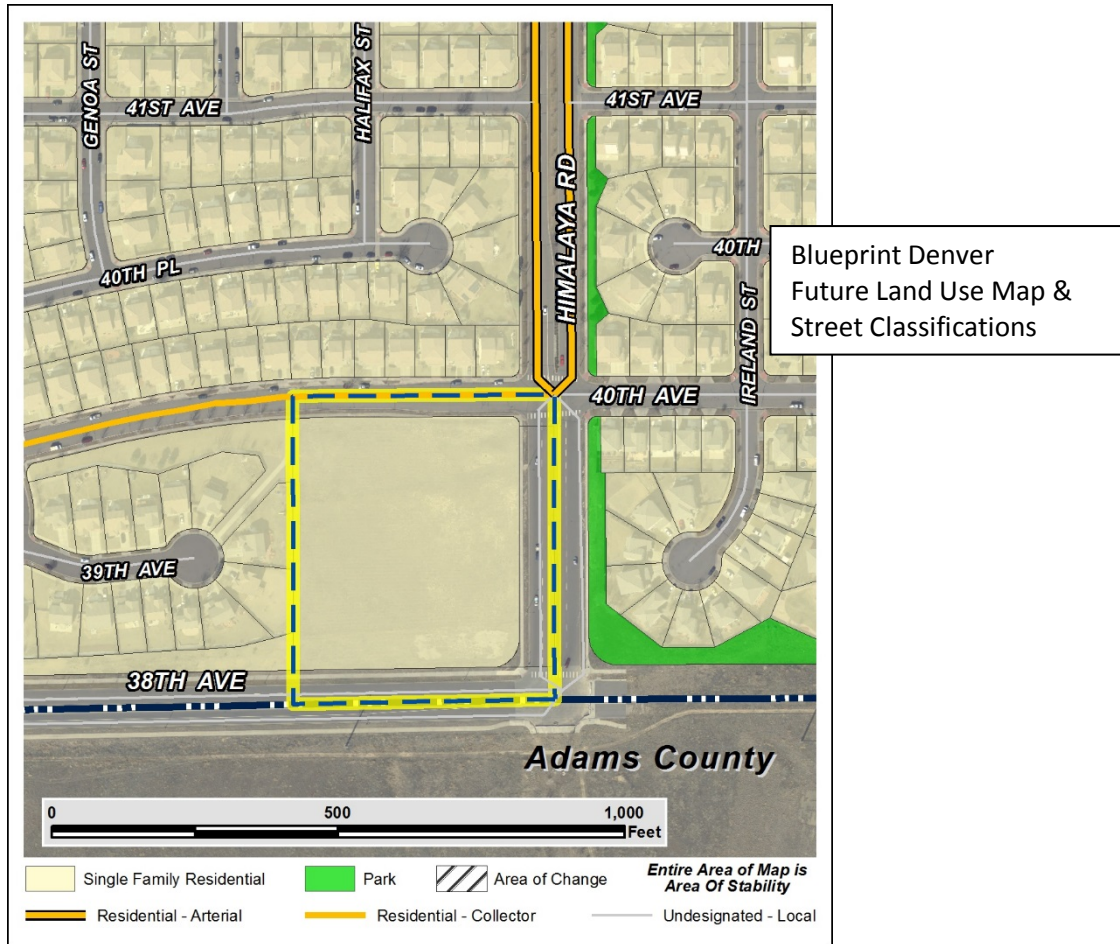 GENOA ST
HALIFAX ST
41ST AVE
41ST AVE
HIMALAYA RD
40TH PL
40TH
IRELAND ST
Blueprint Denver
Future Land Use Map &
Street Classifications
40TH AVE
39TH AVE
38TH AVE
Adams County
0 500 1,000
Feet
Single Family Residential
Park
Area of Change
Entire Area of Map is
Area Of Stability
Residential - Arterial
Residential - Collector
Undesignated - Local